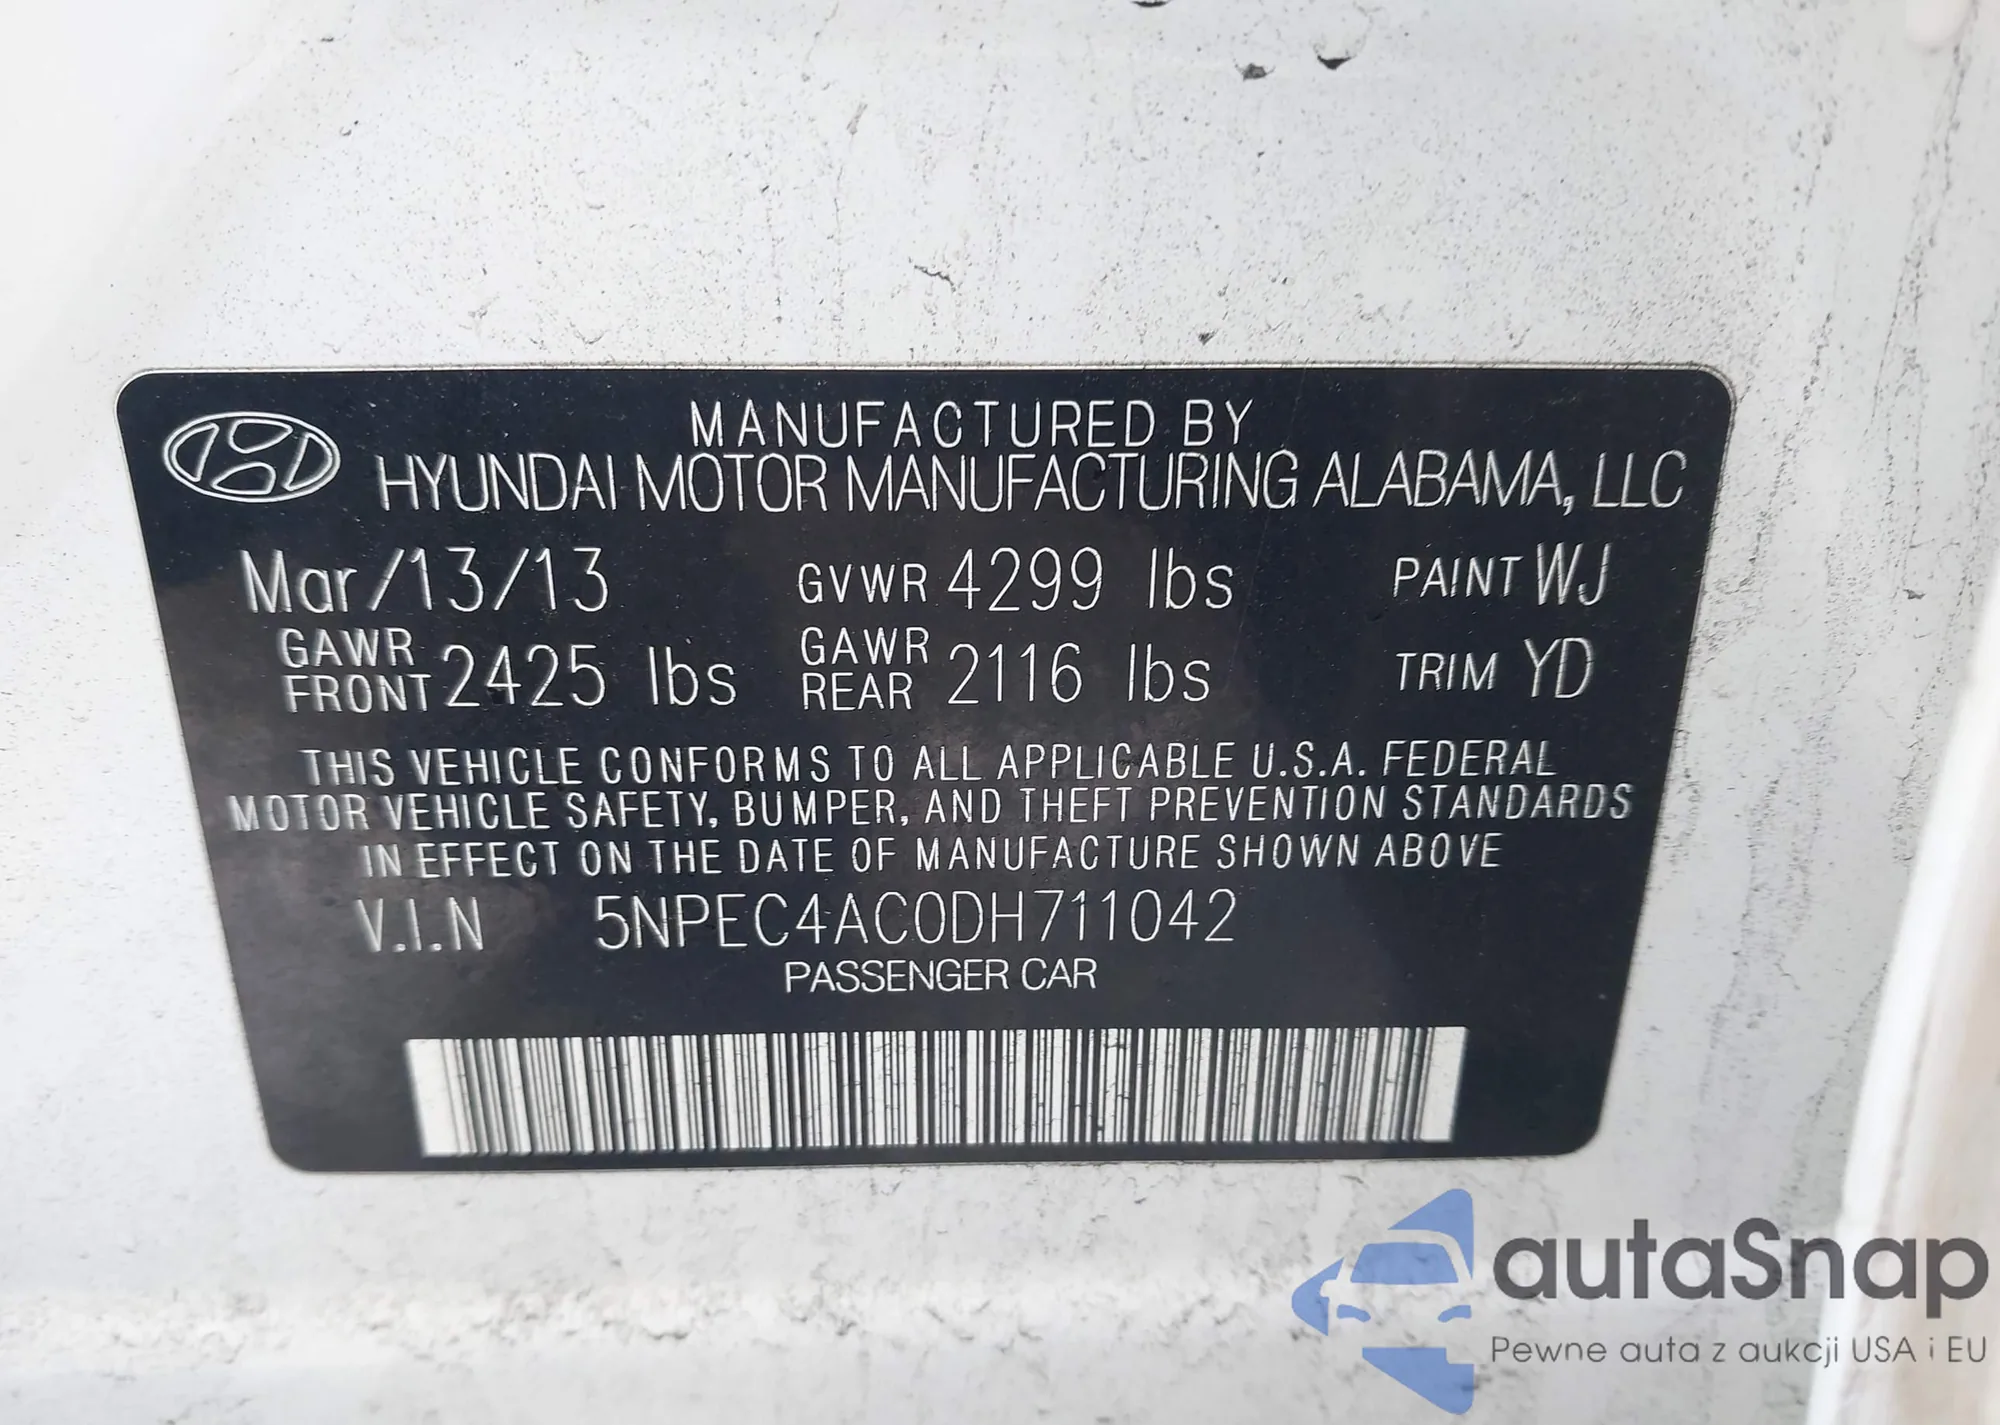 MANUFACTURED BY
HYUNDAI MOTOR MANUFACTURING ALABAMA, LLC
Mar/13/13 GVWR 4299 lbs PAINT WJ
GAWR FRONT 2425 lbs GAWR REAR 2116 lbs TRIM YD
THIS VEHICLE CONFORMS TO ALL APPLICABLE U.S.A. FEDERAL
MOTOR VEHICLE SAFETY, BUMPER, AND THEFT PREVENTION STANDARDS
IN EFFECT ON THE DATE OF MANUFACTURE SHOWN ABOVE
V.I.N 5NPEC4AC0DH711042
PASSENGER CAR
autaSnap
Pewne auta z aukcji USA i EU